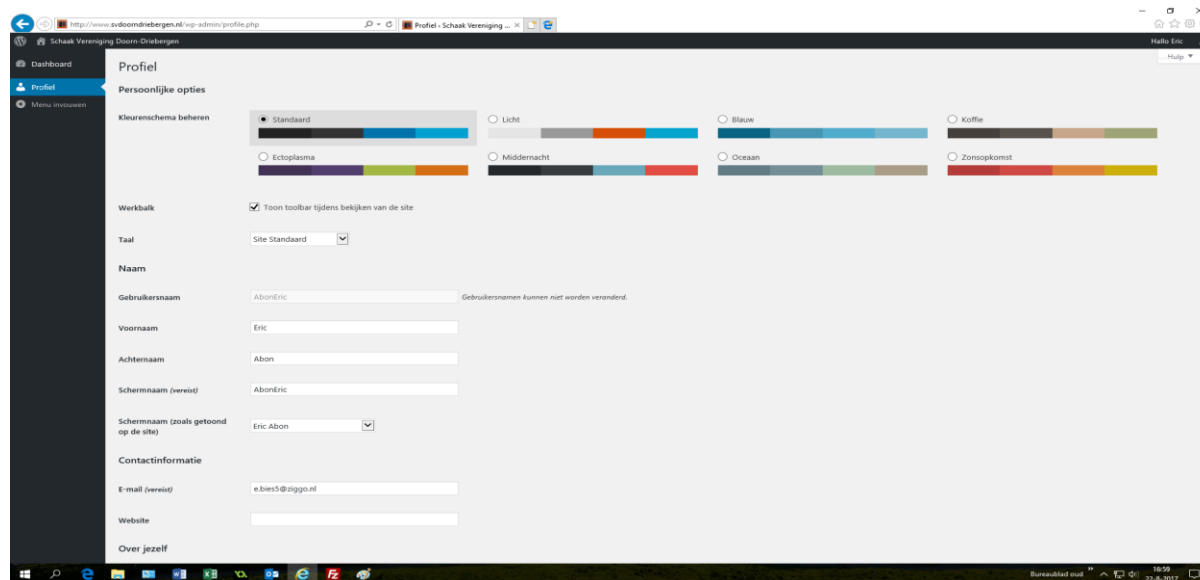 http://www.svdoorndriebergen.nl/wp-admin/profile.php
Profiel ‹ Schaak Vereniging ...
Schaak Vereniging Doorn-Driebergen
Hallo Eric
Hulp
Dashboard
Profiel
Menu invouwen
Profiel
Persoonlijke opties
Kleurenschema beheren
Standaard
Licht
Blauw
Koffie
Ectoplasma
Middernacht
Oceaan
Zonsopkomst
Werkbalk
Toon toolbar tijdens bekijken van de site
Taal
Site Standaard
Naam
Gebruikersnaam
AbonEric
Gebruikersnamen kunnen niet worden veranderd.
Voornaam
Eric
Achternaam
Abon
Schermnaam (vereist)
AbonEric
Schermnaam (zoals getoond
op de site)
Eric Abon
Contactinformatie
E-mail (vereist)
e.bies5@ziggo.nl
Website
Over jezelf
Bureaublad oud
16:59
22-8-2017